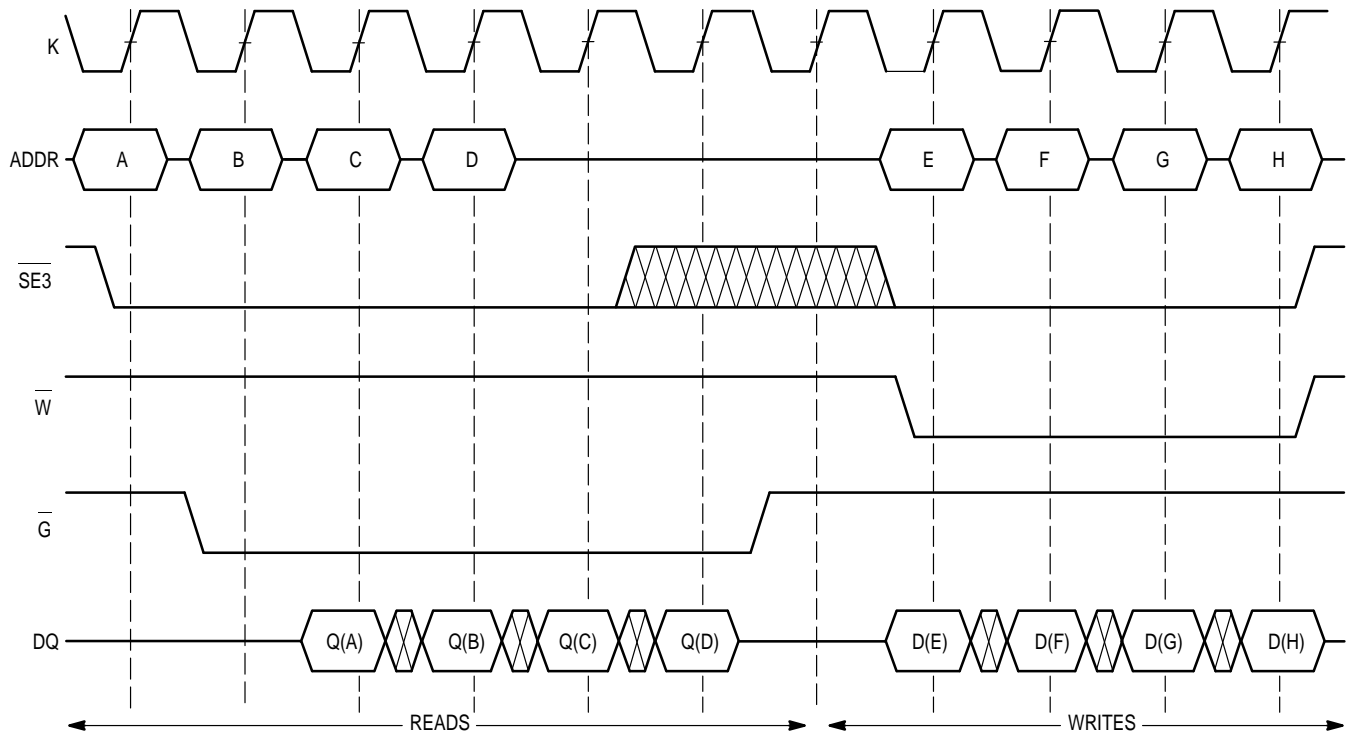 K
ADDR A B C D E F G H
SE3
W
G
DQ Q(A) Q(B) Q(C) Q(D) D(E) D(F) D(G) D(H)
READS WRITES